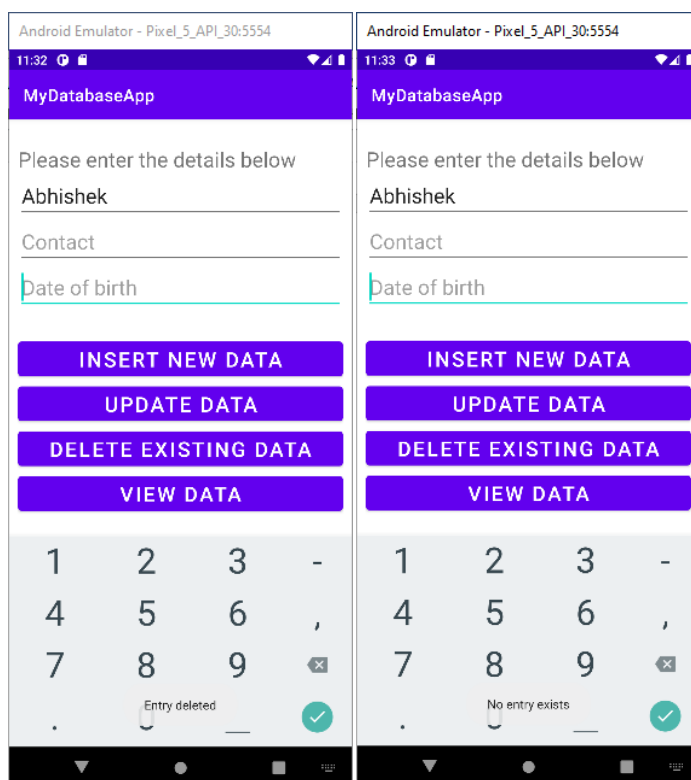 Android Emulator - Pixel_5_API_30:5554
11:32
MyDatabaseApp
Please enter the details below
Abhishek
Contact
Date of birth
INSERT NEW DATA
UPDATE DATA
DELETE EXISTING DATA
VIEW DATA
1 2 3 -
4 5 6 ,
7 8 9
Entry deleted
. _
Android Emulator - Pixel_5_API_30:5554
11:33
MyDatabaseApp
Please enter the details below
Abhishek
Contact
Date of birth
INSERT NEW DATA
UPDATE DATA
DELETE EXISTING DATA
VIEW DATA
1 2 3 -
4 5 6 ,
7 8 9
No entry exists
. _